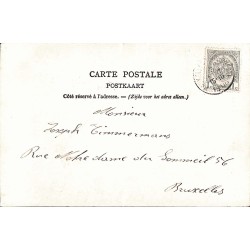 CARTE POSTALE
POSTKAART
Côté réservé à l'adresse. — (Zijde voor het adres alleen.)
Monsieur
Joseph Timmermans
Rue Notre dame du Sommeil 56
Bruxelles